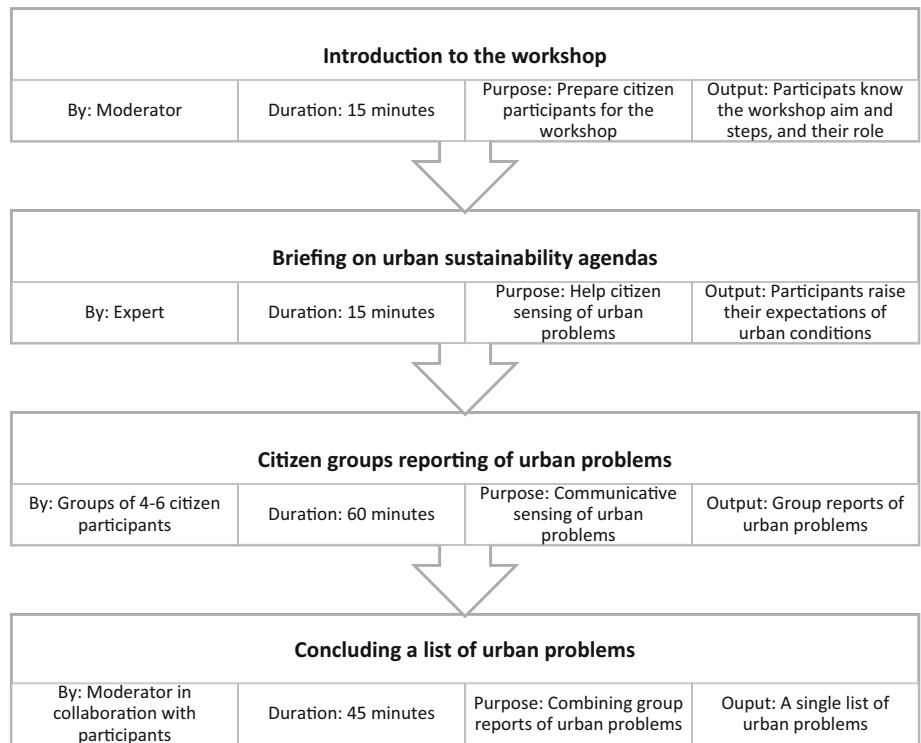 Introduction to the workshop
By: Moderator
Duration: 15 minutes
Purpose: Prepare citizen
participants for the
workshop
Output: Participats know
the workshop aim and
steps, and their role
Briefing on urban sustainability agendas
By: Expert
Duration: 15 minutes
Purpose: Help citizen
sensing of urban
problems
Output: Participants raise
their expectations of
urban conditions
Citizen groups reporting of urban problems
By: Groups of 4-6 citizen
participants
Duration: 60 minutes
Purpose: Communicative
sensing of urban
problems
Output: Group reports of
urban problems
Concluding a list of urban problems
By: Moderator in
collaboration with
participants
Duration: 45 minutes
Purpose: Combining group
reports of urban problems
Ouput: A single list of
urban problems